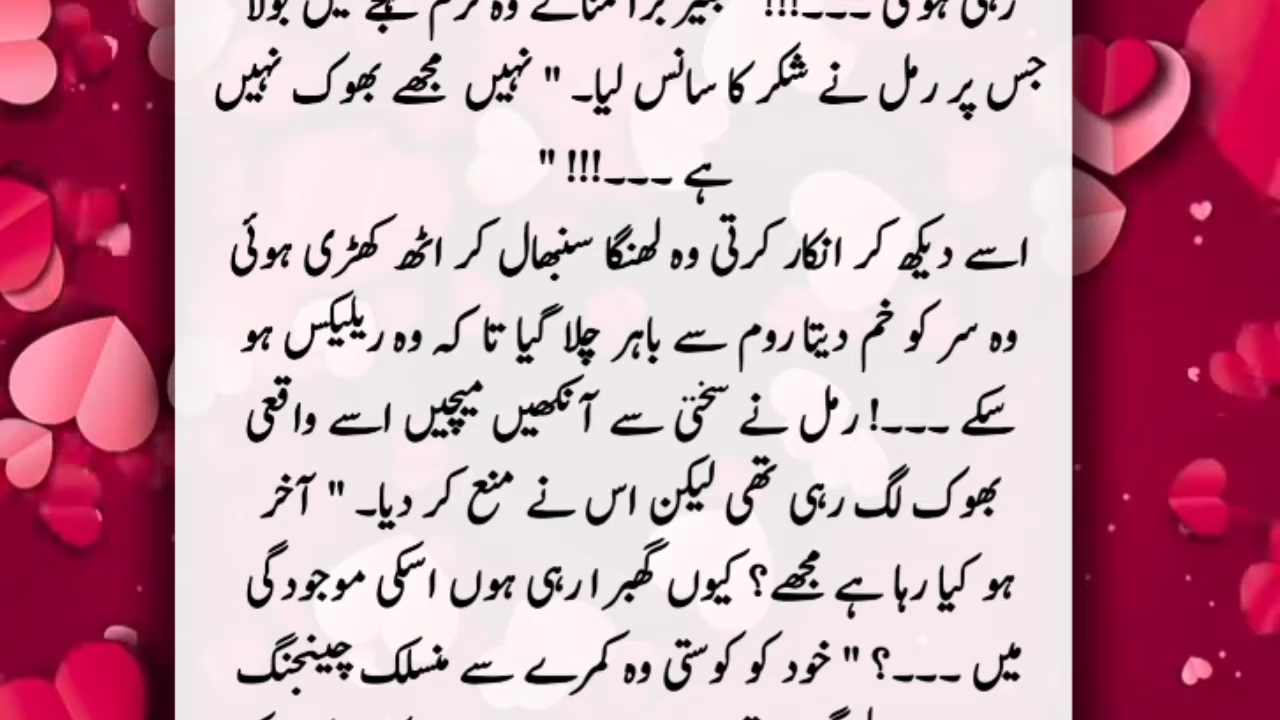 جس پر رمل نے شکر کا سانس لیا۔ " نہیں مجھے بھوک نہیں
ہے ۔۔۔!!! "
اسے دیکھ کر انکار کرتی وہ لھنگا سنبھال کر اٹھ کھڑی ہوئی
وہ سر کو خم دیتا روم سے باہر چلا گیا تا کہ وہ ریلیکس ہو
سکے ۔۔۔! رمل نے سختی سے آنکھیں میچیں اسے واقعی
بھوک لگ رہی تھی لیکن اس نے منع کر دیا۔ " آخر
ہو کیا رہا ہے مجھے؟ کیوں گھبرا رہی ہوں اسکی موجودگی
میں ۔۔۔؟ " خود کو کوستی وہ کمرے سے منسلک چینجنگ